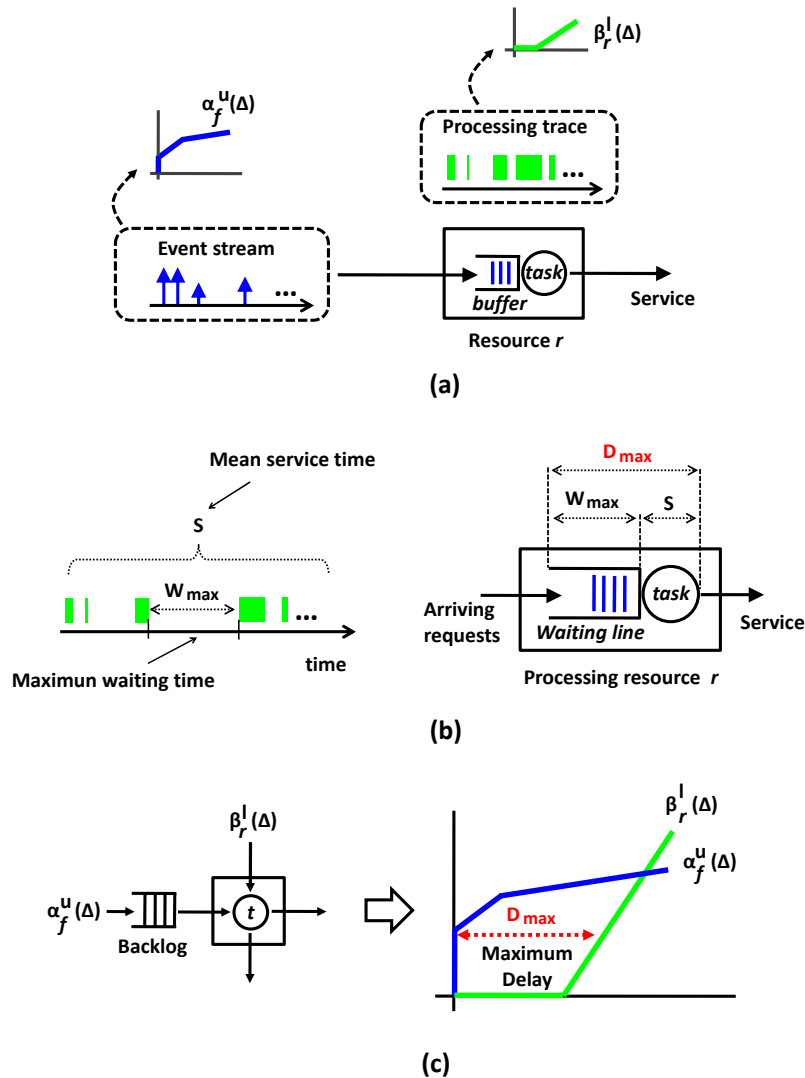 β_r^l(Δ)
α_f^u(Δ)
Processing trace
...
Event stream
...
task
buffer
Service
Resource r
(a)
Mean service time
S
W max
...
time
Maximun waiting time
D max
W max
S
task
Arriving
requests
Waiting line
Service
Processing resource r
(b)
β_r^l(Δ)
α_f^u(Δ)
t
Backlog
β_r^l(Δ)
α_f^u(Δ)
D max
Maximum
Delay
(c)